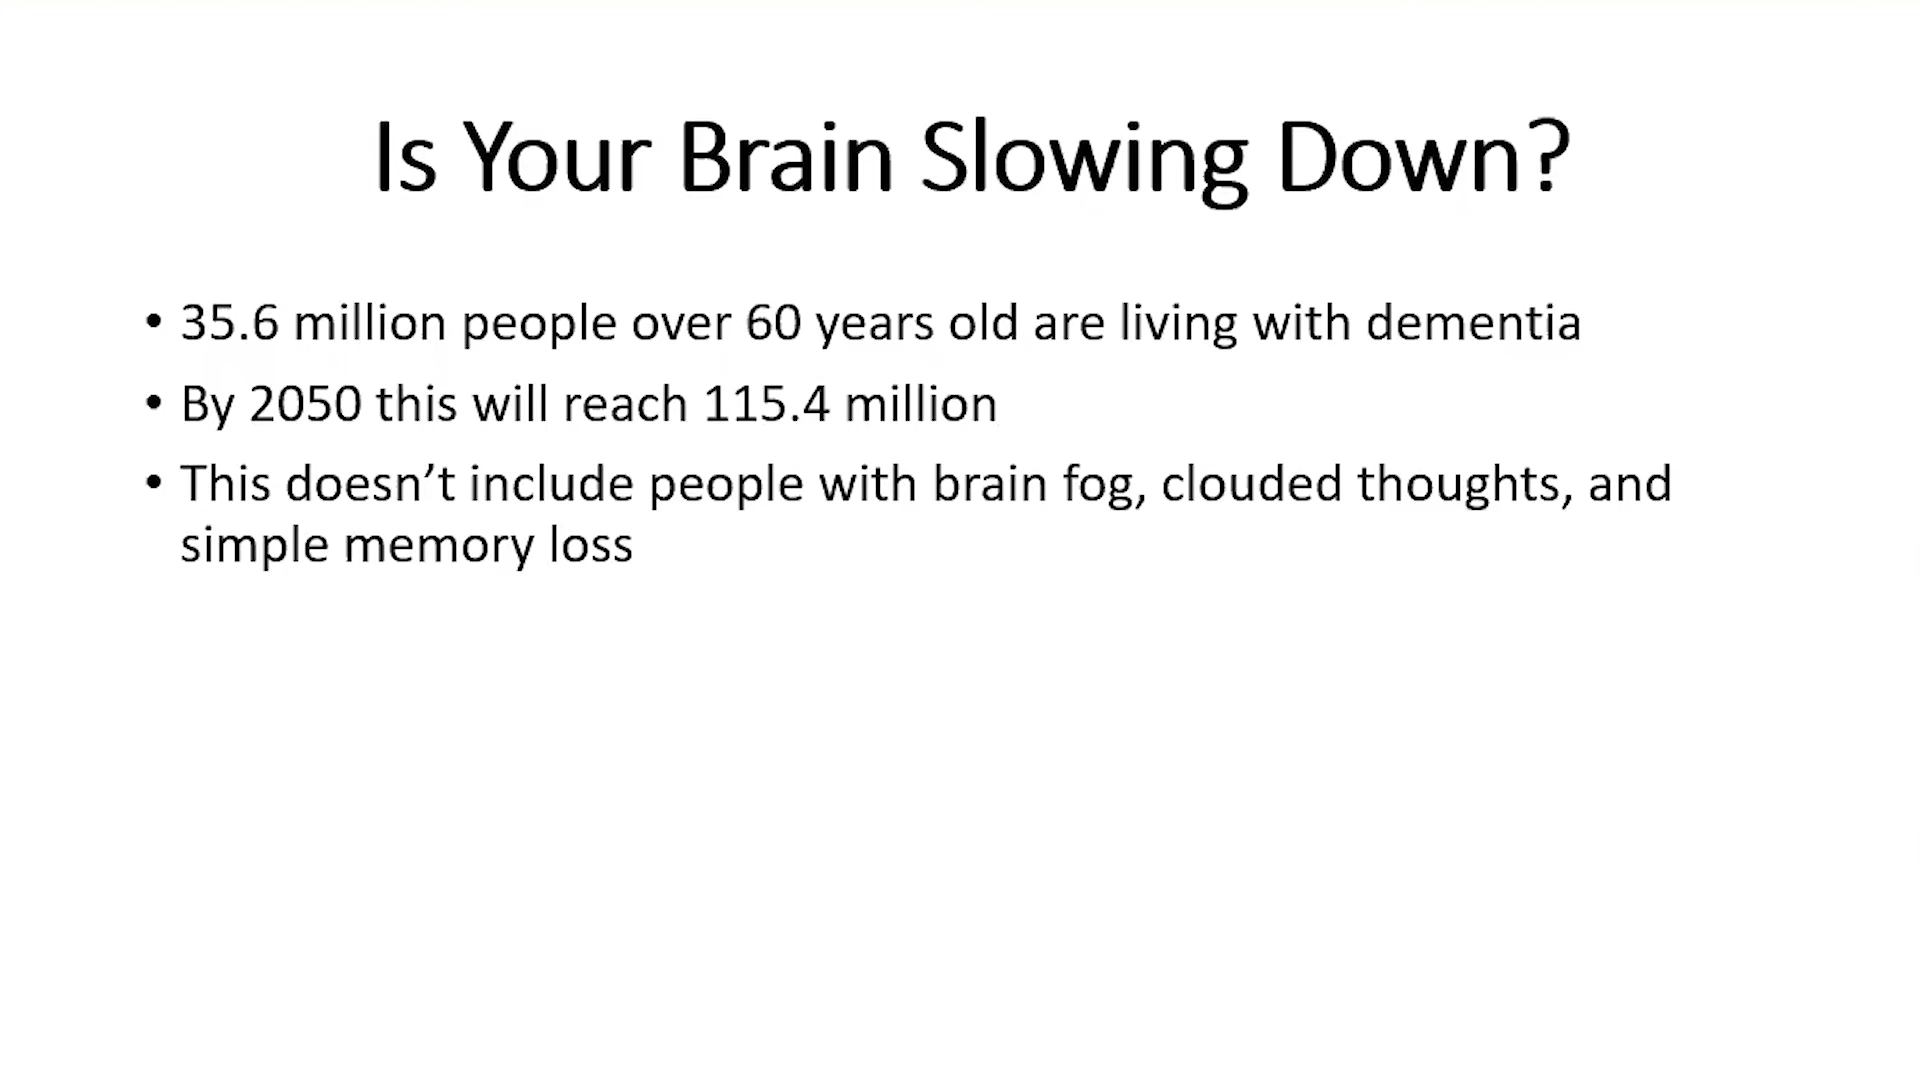 Is Your Brain Slowing Down?
• 35.6 million people over 60 years old are living with dementia
• By 2050 this will reach 115.4 million
• This doesn’t include people with brain fog, clouded thoughts, and
simple memory loss